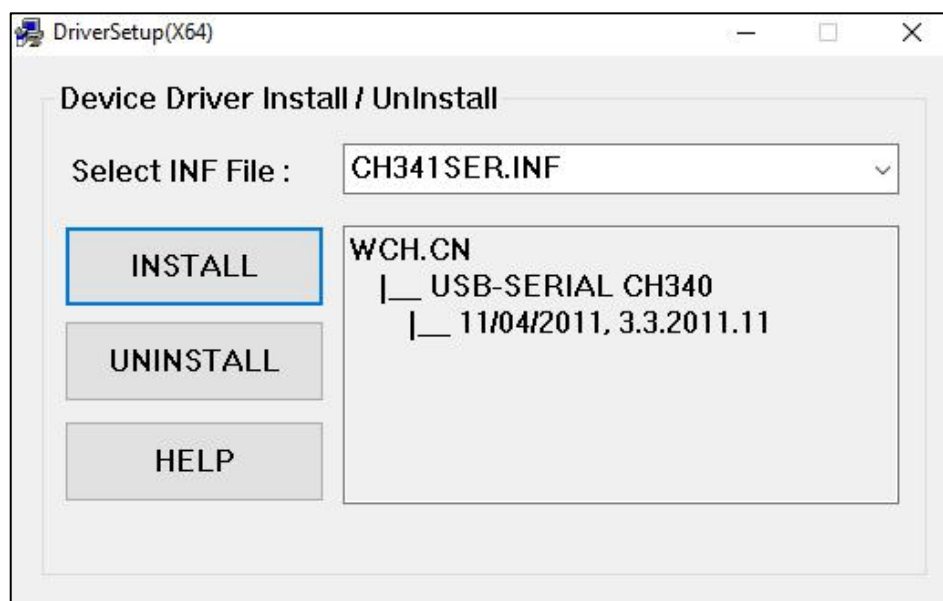 DriverSetup(X64)
Device Driver Install / UnInstall
Select INF File :
CH341SER.INF
INSTALL
UNINSTALL
HELP
WCH.CN
|__ USB-SERIAL CH340
|__ 11/04/2011, 3.3.2011.11